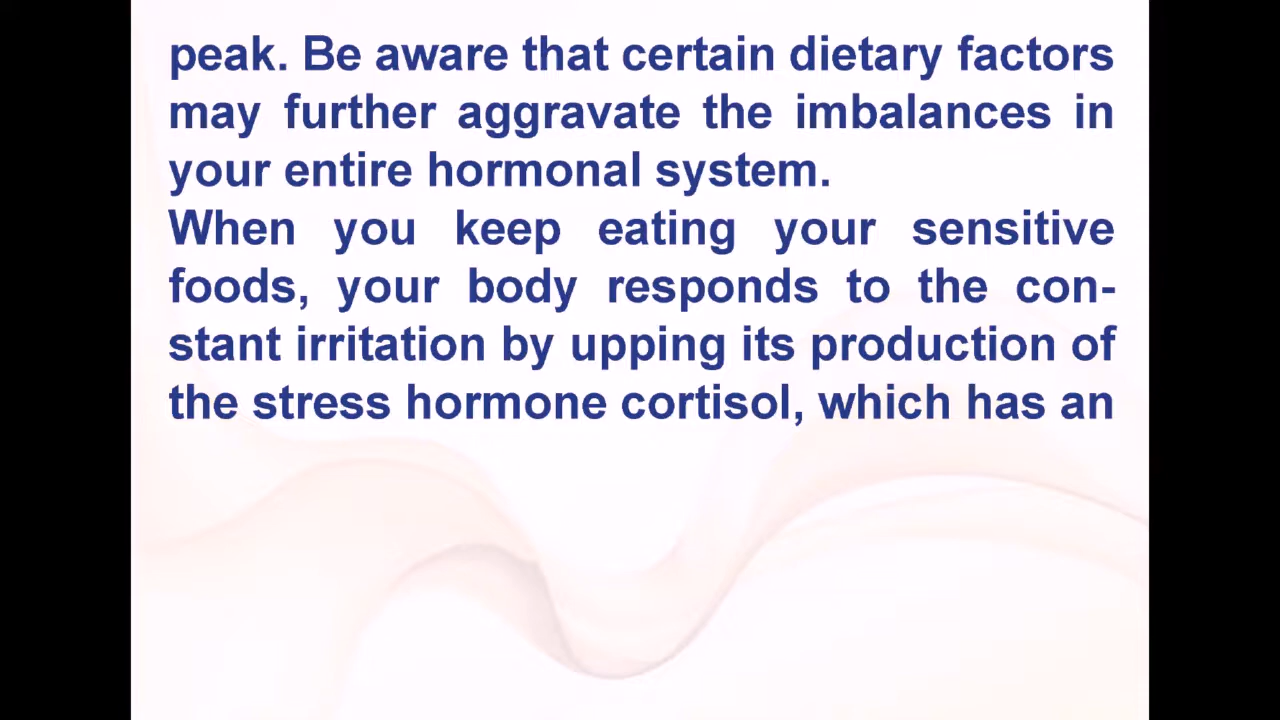 peak. Be aware that certain dietary factors
may further aggravate the imbalances in
your entire hormonal system.
When you keep eating your sensitive
foods, your body responds to the con-
stant irritation by upping its production of
the stress hormone cortisol, which has an